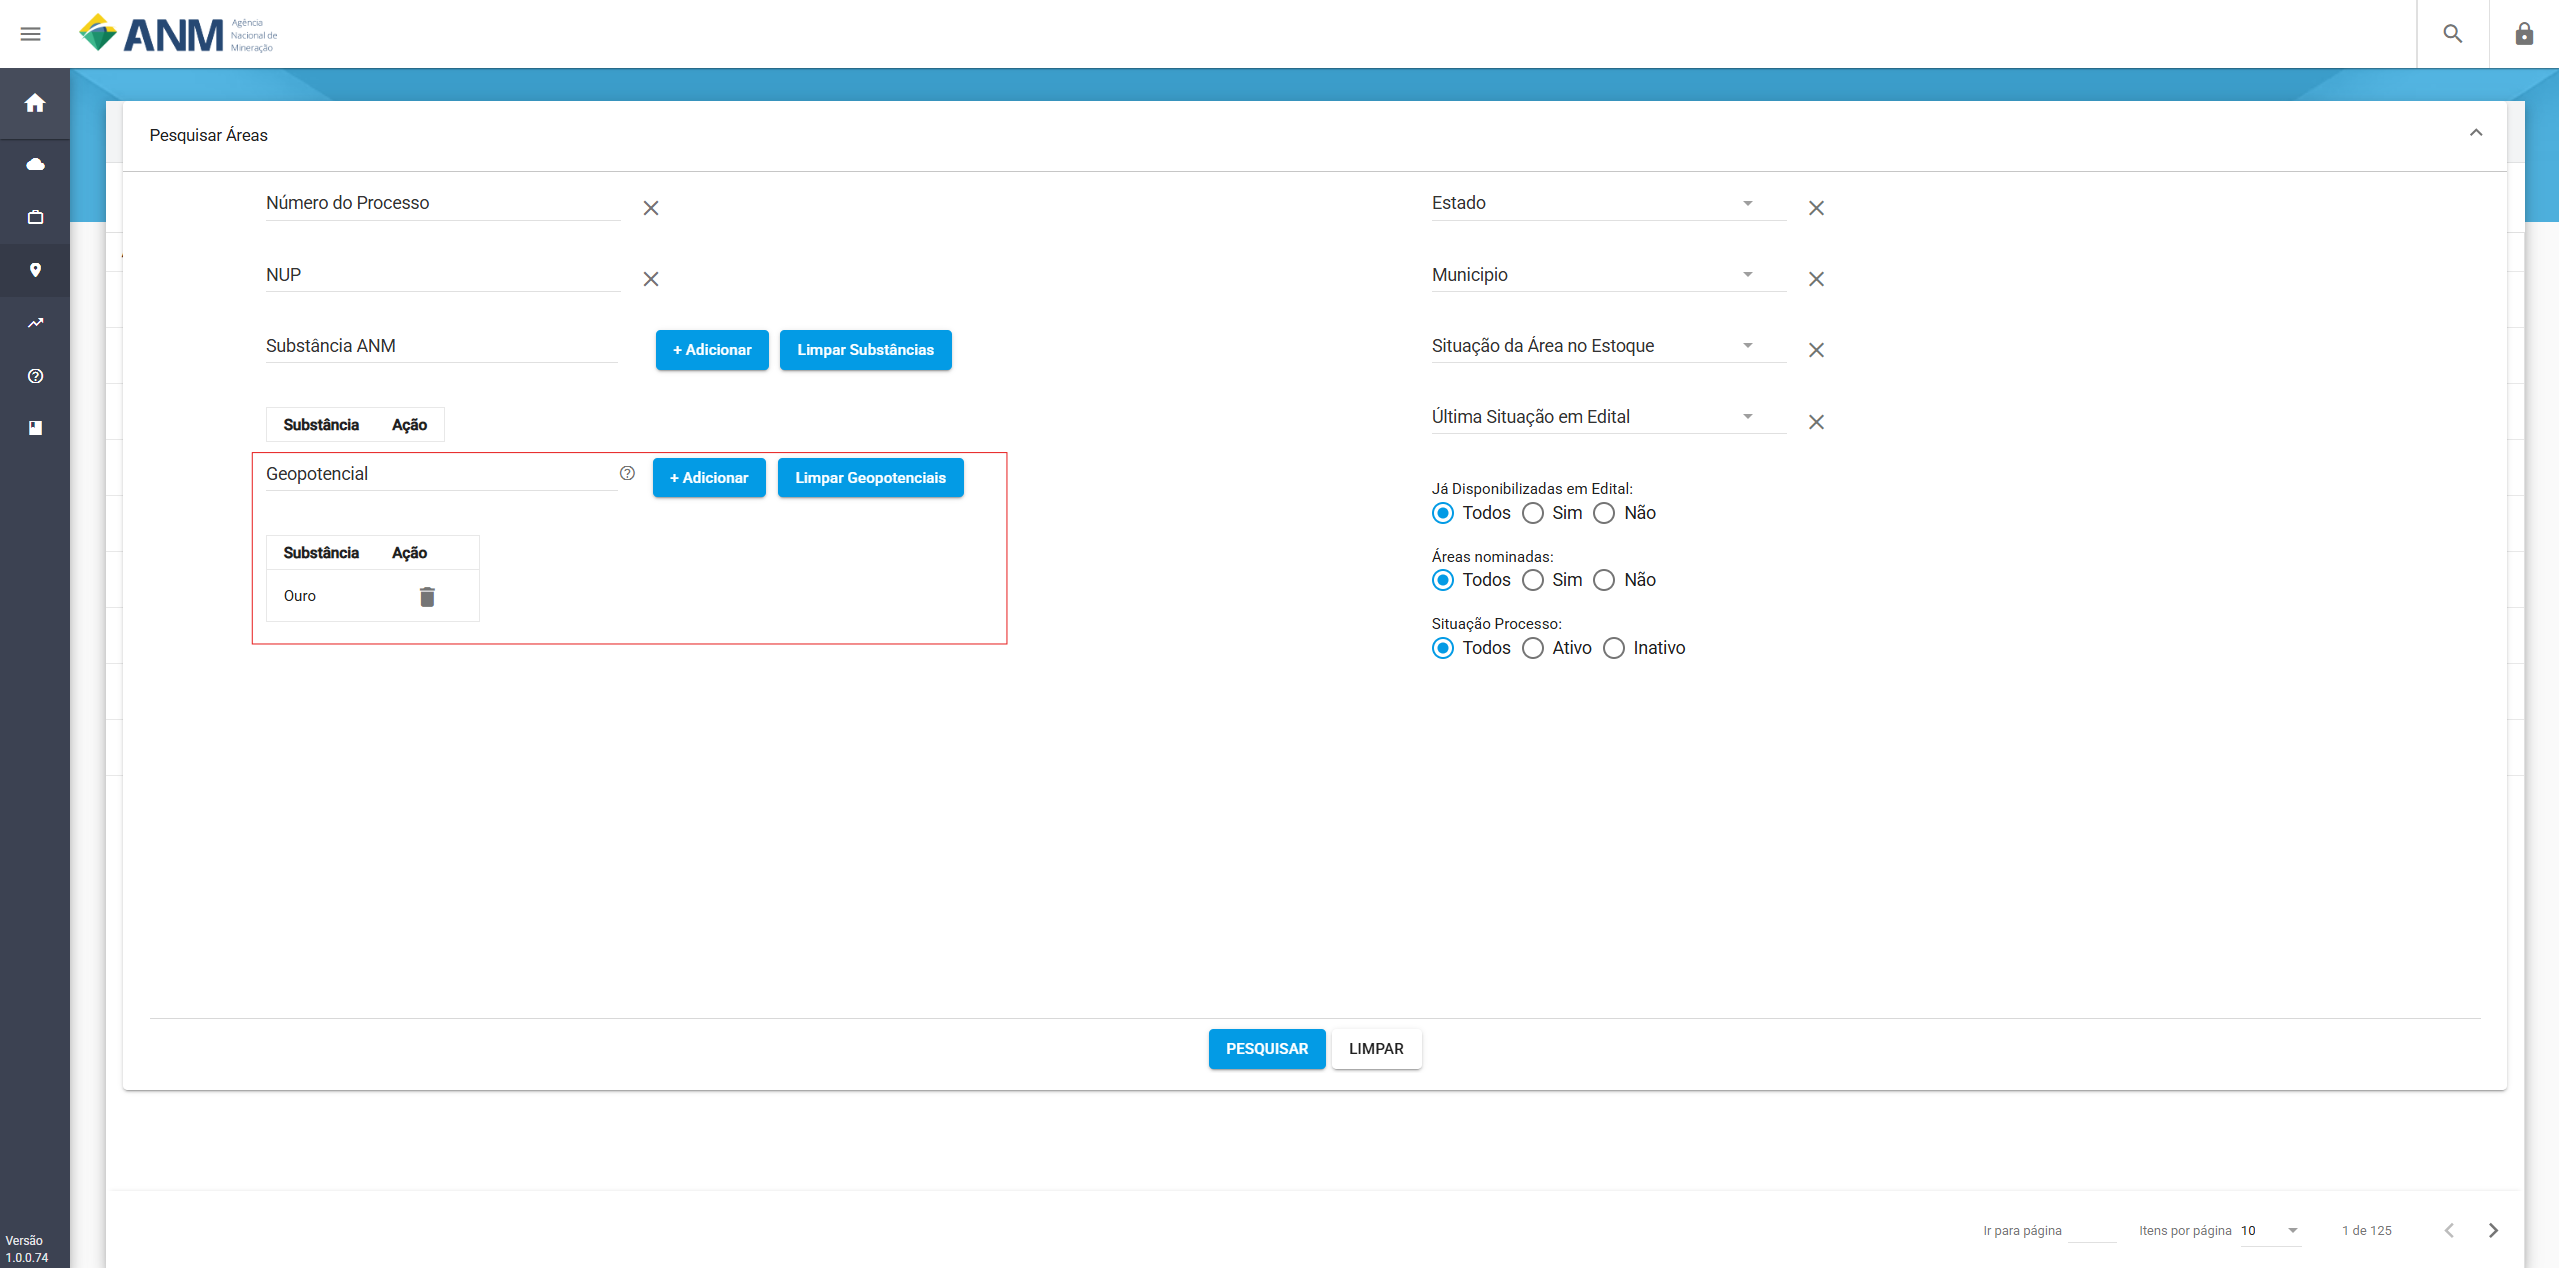 ANM
Agência
Nacional de
Mineração
Pesquisar Áreas
Número do Processo
NUP
Substância ANM
+ Adicionar
Limpar Substâncias
Substância Ação
Geopotencial
+ Adicionar
Limpar Geopotenciais
Substância Ação
Ouro
Estado
Municipio
Situação da Área no Estoque
Última Situação em Edital
Já Disponibilizadas em Edital:
Todos Sim Não
Áreas nominadas:
Todos Sim Não
Situação Processo:
Todos Ativo Inativo
PESQUISAR
LIMPAR
Ir para página
Itens por página 10
1 de 125
Versão
1.0.0.74